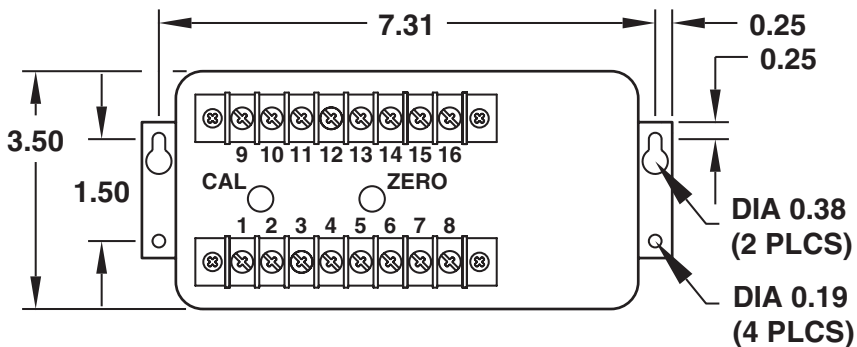 7.31
0.25
0.25
3.50
1.50
9 10 11 12 13 14 15 16
CAL ZERO
1 2 3 4 5 6 7 8
DIA 0.38
(2 PLCS)
DIA 0.19
(4 PLCS)